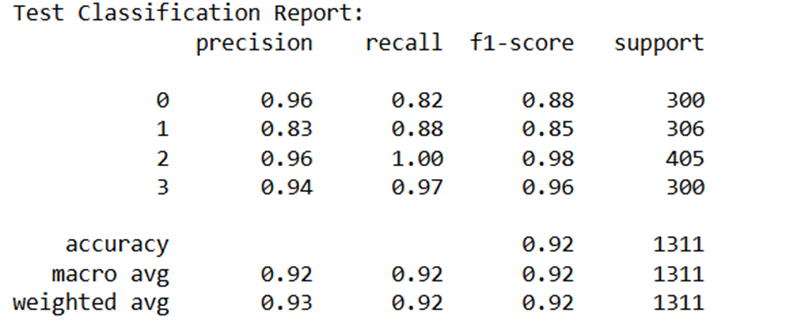 Test Classification Report:
precision recall f1-score support
0 0.96 0.82 0.88 300
1 0.83 0.88 0.85 306
2 0.96 1.00 0.98 405
3 0.94 0.97 0.96 300
accuracy 0.92 1311
macro avg 0.92 0.92 0.92 1311
weighted avg 0.93 0.92 0.92 1311